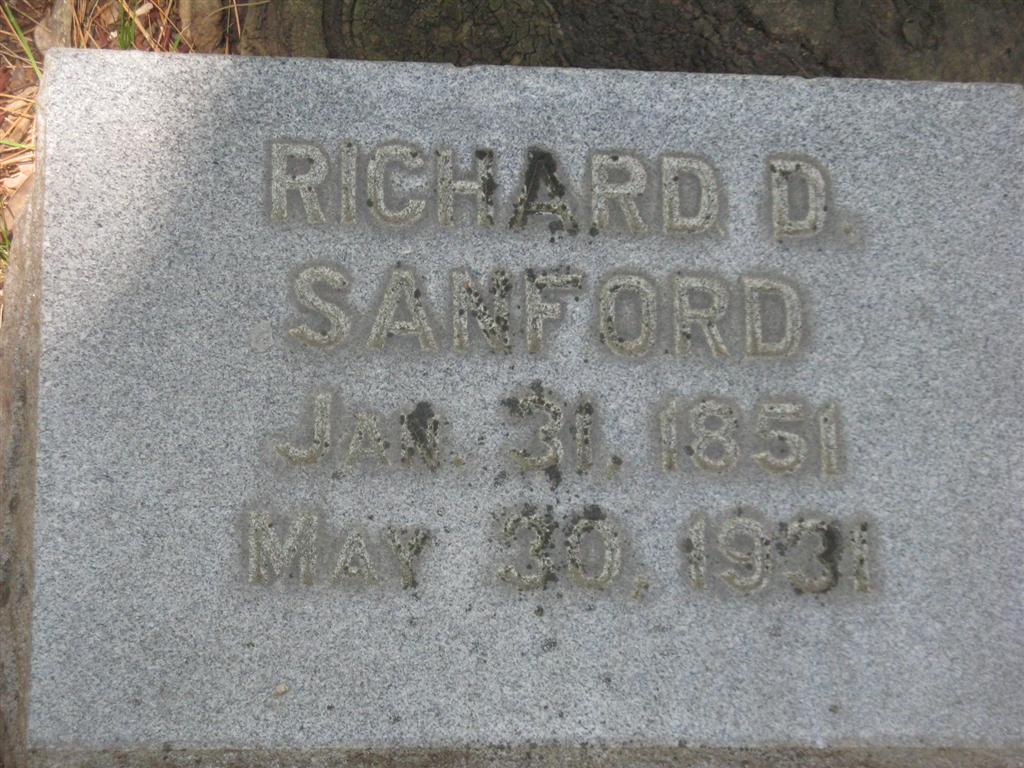 RICHARD D.
SANFORD
JAN. 31, 1851
MAY 30, 1931